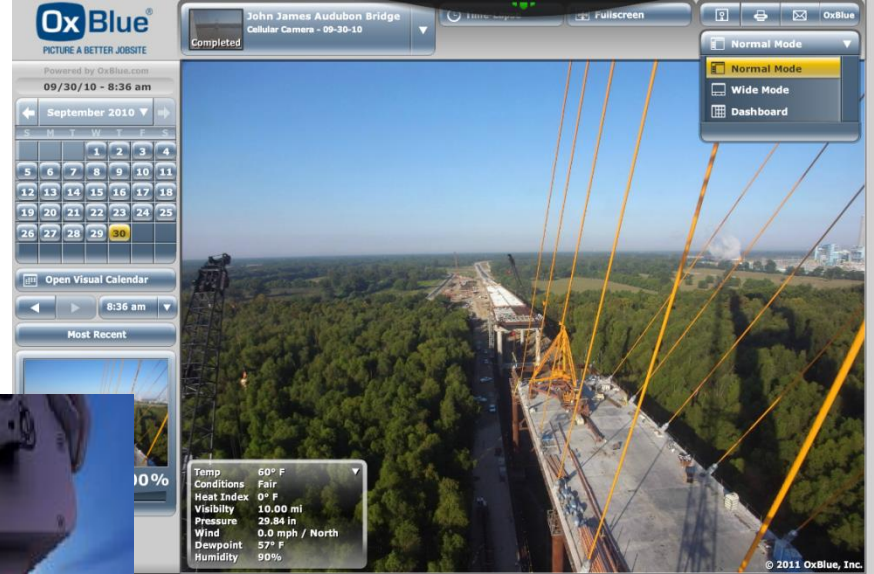 OxBlue®
PICTURE A BETTER JOBSITE
Completed
John James Audubon Bridge
Cellular Camera - 09-30-10
Time-Lapse
Fullscreen
OxBlue
Normal Mode
Normal Mode
Wide Mode
Dashboard
Powered by OxBlue.com
09/30/10 - 8:36 am
September 2010
S M T W T F S
1 2 3 4
5 6 7 8 9 10 11
12 13 14 15 16 17 18
19 20 21 22 23 24 25
26 27 28 29 30
Open Visual Calendar
8:36 am
Most Recent
00%
Temp 60° F
Conditions Fair
Heat Index 0° F
Visibilty 10.00 mi
Pressure 29.84 in
Wind 0.0 mph / North
Dewpoint 57° F
Humidity 90%
© 2011 OxBlue, Inc.